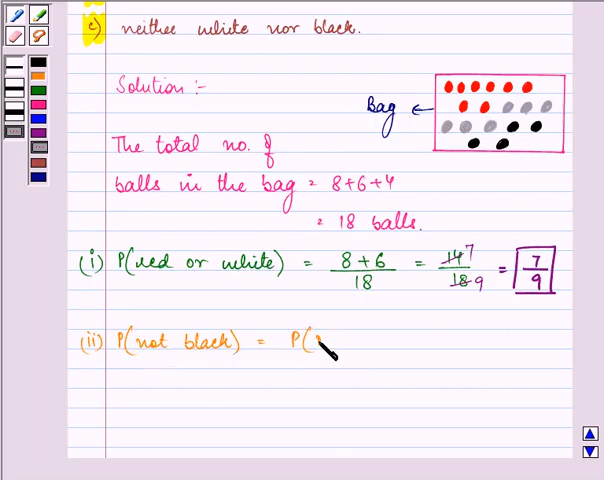 c) neither white nor black.
Solution :-
Bag ←
The total no. of
balls in the bag = 8+6+4
= 18 balls.
(i) P(red or white) = 8+6/18 = 14 7/18 9 = 7/9
(ii) P(not black) = P(